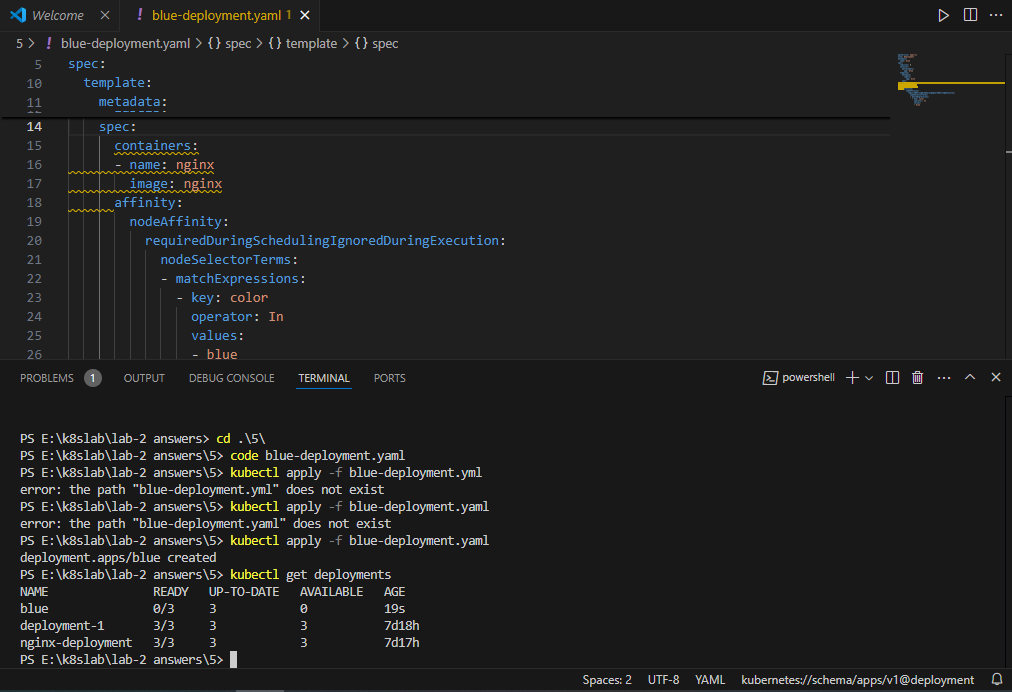 Welcome
! blue-deployment.yaml 1
5 > ! blue-deployment.yaml > {} spec > {} template > {} spec
5 spec:
10 template:
11 metadata:
14 spec:
15 containers:
16 - name: nginx
17 image: nginx
18 affinity:
19 nodeAffinity:
20 requiredDuringSchedulingIgnoredDuringExecution:
21 nodeSelectorTerms:
22 - matchExpressions:
23 - key: color
24 operator: In
25 values:
26 - blue
PROBLEMS 1 OUTPUT DEBUG CONSOLE TERMINAL PORTS powershell
PS E:\k8slab\lab-2 answers> cd .\5\
PS E:\k8slab\lab-2 answers\5> code blue-deployment.yaml
PS E:\k8slab\lab-2 answers\5> kubectl apply -f blue-deployment.yml
error: the path "blue-deployment.yml" does not exist
PS E:\k8slab\lab-2 answers\5> kubectl apply -f blue-deployment.yaml
error: the path "blue-deployment.yaml" does not exist
PS E:\k8slab\lab-2 answers\5> kubectl apply -f blue-deployment.yaml
deployment.apps/blue created
PS E:\k8slab\lab-2 answers\5> kubectl get deployments
NAME READY UP-TO-DATE AVAILABLE AGE
blue 0/3 3 0 19s
deployment-1 3/3 3 3 7d18h
nginx-deployment 3/3 3 3 7d17h
PS E:\k8slab\lab-2 answers\5>
Spaces: 2 UTF-8 YAML kubernetes://schema/apps/v1@deployment